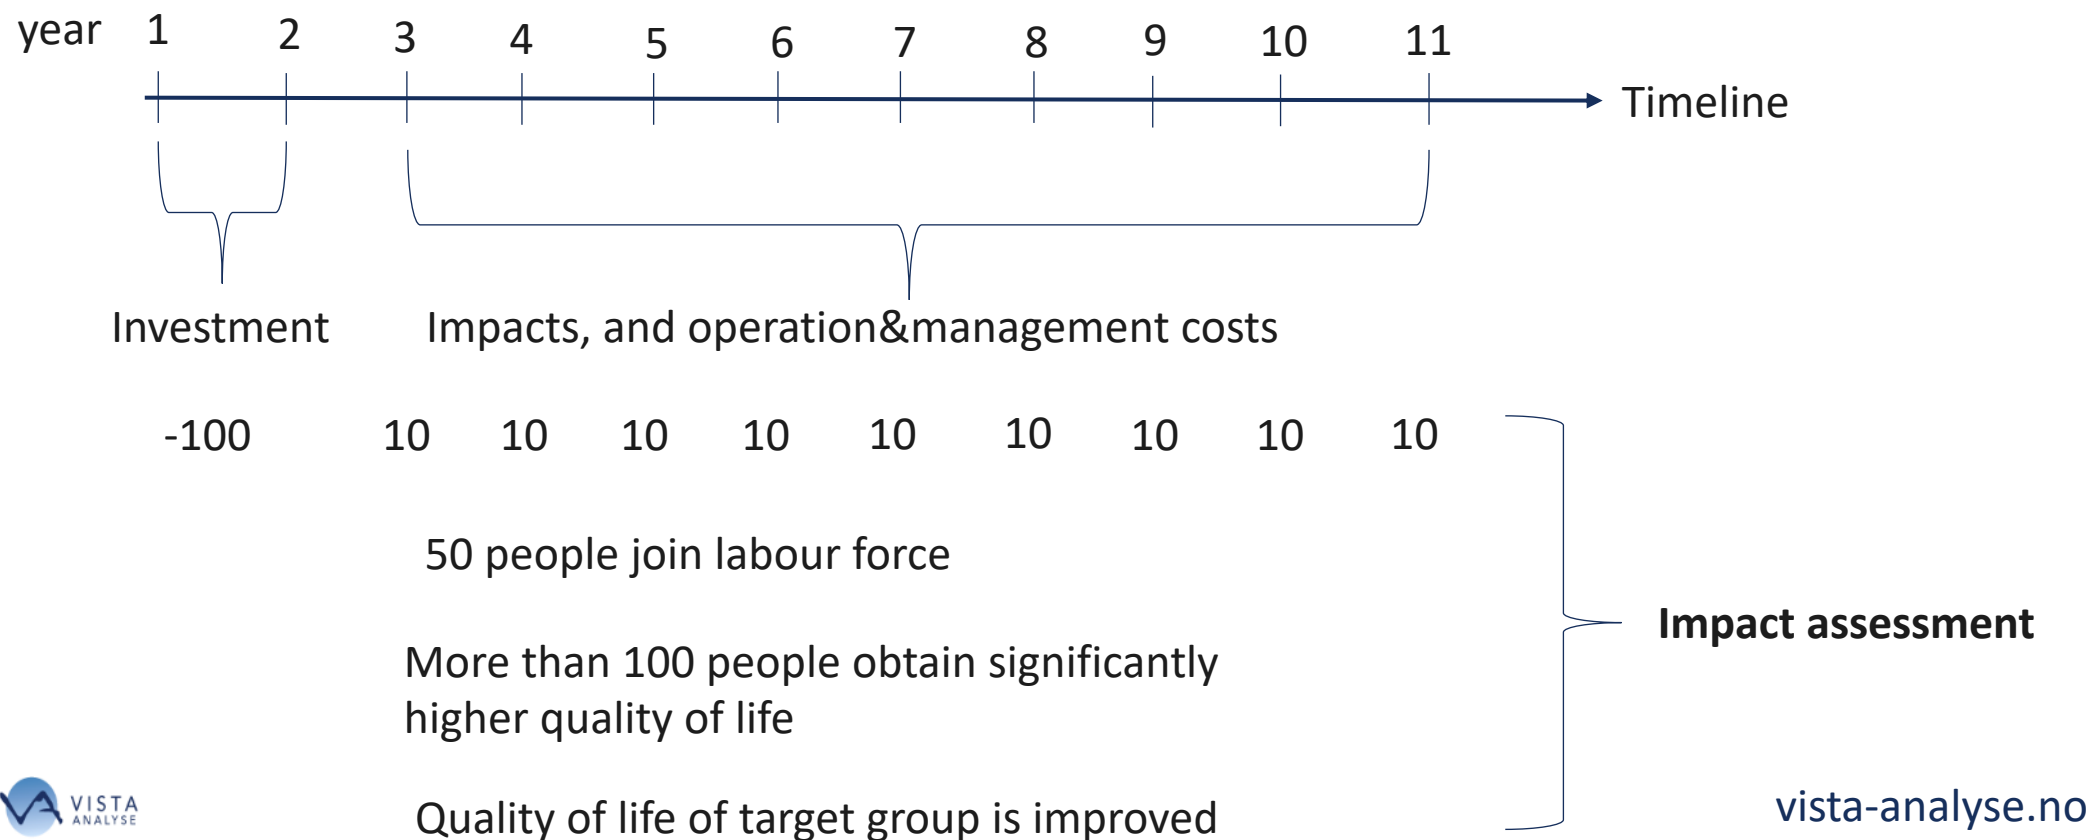 year 1 2 3 4 5 6 7 8 9 10 11
Timeline
Investment Impacts, and operation&management costs
-100 10 10 10 10 10 10 10 10 10
50 people join labour force
Impact assessment
More than 100 people obtain significantly
higher quality of life
VISTA
ANALYSE
Quality of life of target group is improved
vista-analyse.no